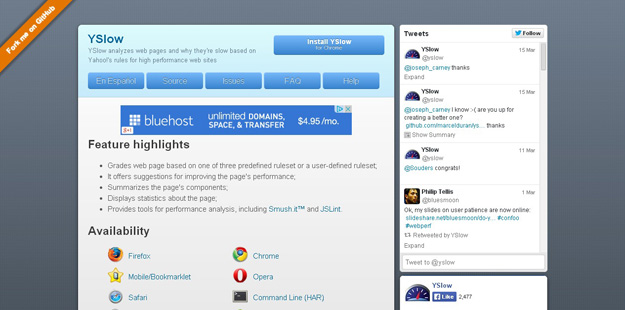 Fork me on GitHub
YSlow
YSlow analyzes web pages and why they're slow based on
Yahoo!'s rules for high performance web sites
Install YSlow
for Chrome
En Español
Source
Issues
FAQ
Help
bluehost
unlimited DOMAINS,
SPACE, & TRANSFER
$4.95/mo.
g+1
Feature highlights
Grades web page based on one of three predefined ruleset or a user-defined ruleset;
It offers suggestions for improving the page's performance;
Summarizes the page's components;
Displays statistics about the page;
Provides tools for performance analysis, including Smush.it™ and JSLint.
Availability
Firefox
Chrome
Mobile/Bookmarklet
Opera
Safari
Command Line (HAR)
Tweets
Follow
YSlow
15 Mar
@yslow
@joseph_carney thanks
Expand
YSlow
15 Mar
@yslow
@joseph_carney I know :-( are you up for
creating a better one?
github.com/marcelduran/ys... thanks
Show Summary
YSlow
11 Mar
@yslow
@Souders congrats!
Philip Tellis
1 Mar
@bluesmoon
Ok, my slides on user patience are now online:
slideshare.net/bluesmoon/do-y... #confoo
#webperf
Retweeted by YSlow
Expand
Tweet to @yslow
YSlow
Like
2,477